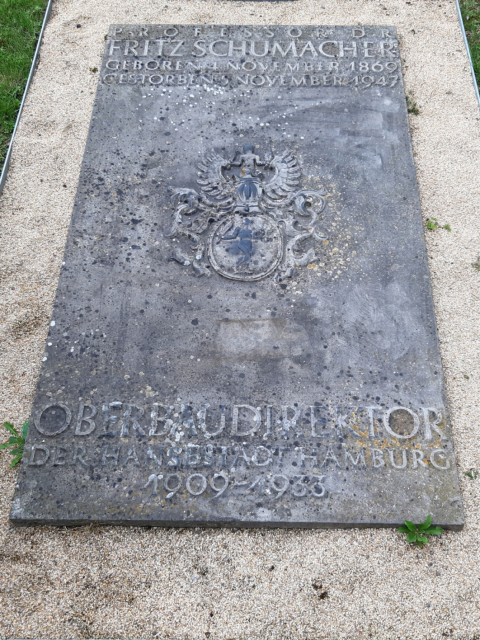 PROFESSOR DR
FRITZ SCHUMACHER
GEBOREN 4. NOVEMBER 1869
GESTORBEN 5. NOVEMBER 1947
OBERBAUDIREKTOR
DER HANSESTADT HAMBURG
1909-1933